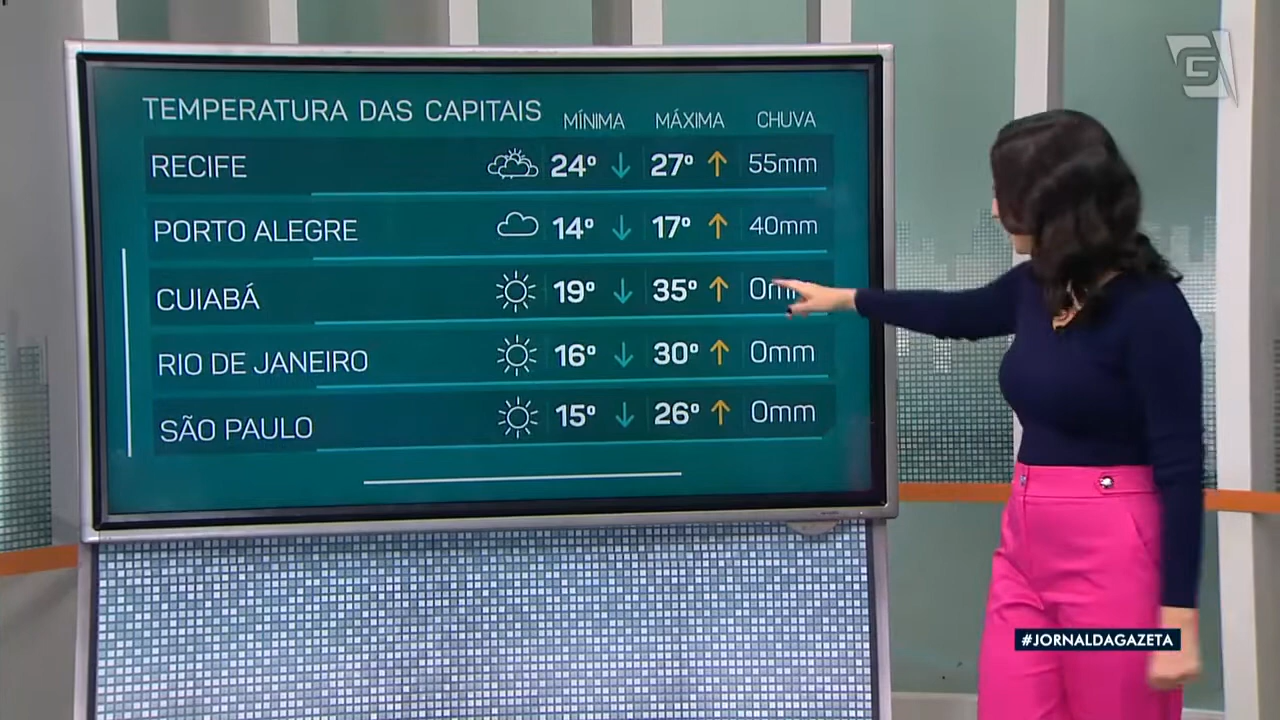 TEMPERATURA DAS CAPITAIS MÍNIMA MÁXIMA CHUVA
RECIFE 24º 27º 55mm
PORTO ALEGRE 14º 17º 40mm
CUIABÁ 19º 35º 0mm
RIO DE JANEIRO 16º 30º 0mm
SÃO PAULO 15º 26º 0mm
G
#JORNALDAGAZETA